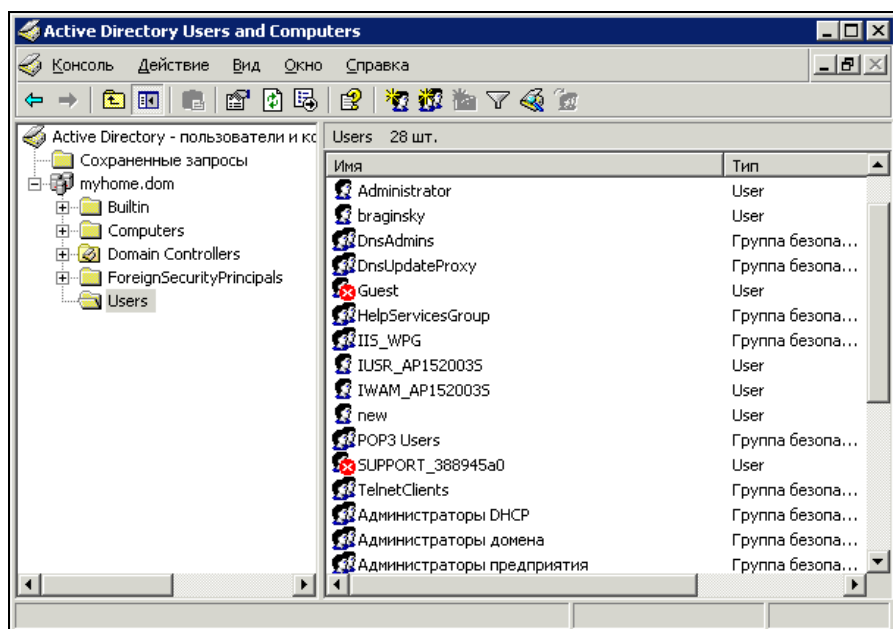 Active Directory Users and Computers
Консоль Действие Вид Окно Справка
Active Directory - пользователи и кс
Сохраненные запросы
myhome.dom
Builtin
Computers
Domain Controllers
ForeignSecurityPrincipals
Users
Users 28 шт.
Имя Тип
Administrator User
braginsky User
DnsAdmins Группа безопа...
DnsUpdateProxy Группа безопа...
Guest User
HelpServicesGroup Группа безопа...
IIS_WPG Группа безопа...
IUSR_AP152003S User
IWAM_AP152003S User
new User
POP3 Users Группа безопа...
SUPPORT_388945a0 User
TelnetClients Группа безопа...
Администраторы DHCP Группа безопа...
Администраторы домена Группа безопа...
Администраторы предприятия Группа безопа...